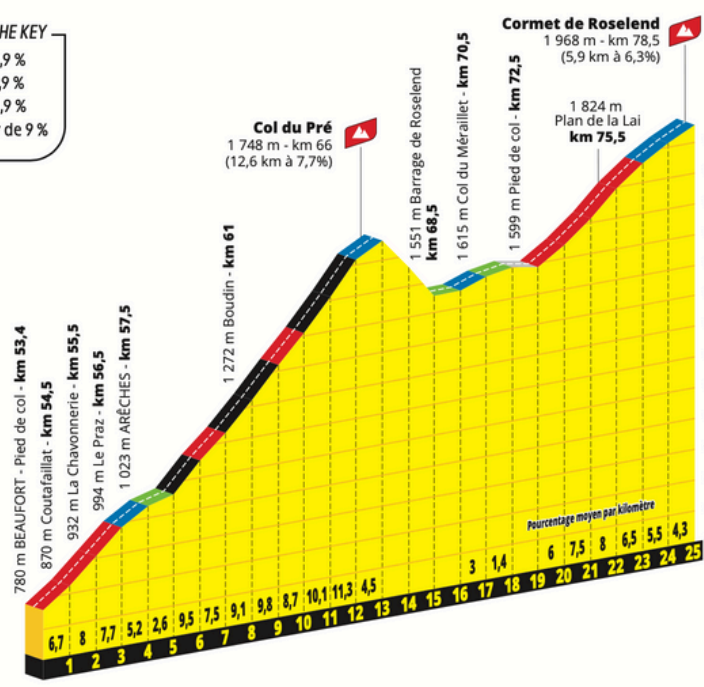 HE KEY
,9 %
,9 %
,9 %
de 9 %
Cormet de Roselend
1 968 m - km 78,5
(5,9 km à 6,3%)
Col du Pré
1 748 m - km 66
(12,6 km à 7,7%)
1 824 m
Plan de la Lai
km 75,5
780 m BEAUFORT - Pied de col - km 53,4
870 m Coutafaillat - km 54,5
932 m La Chavonnerie - km 55,5
994 m Le Praz - km 56,5
1 023 m ARÊCHES - km 57,5
1 272 m Boudin - km 61
1 551 m Barrage de Roselend
km 68,5
1 615 m Col du Méraillet - km 70,5
1 599 m Pied de col - km 72,5
Pourcentage moyen par kilomètre
6,7 8 7,7 5,2 2,6 9,5 7,5 9,1 9,8 8,7 10,1 11,3 4,5 3 1,4 6 7,5 8 6,5 5,5 4,3
1 2 3 4 5 6 7 8 9 10 11 12 13 14 15 16 17 18 19 20 21 22 23 24 25